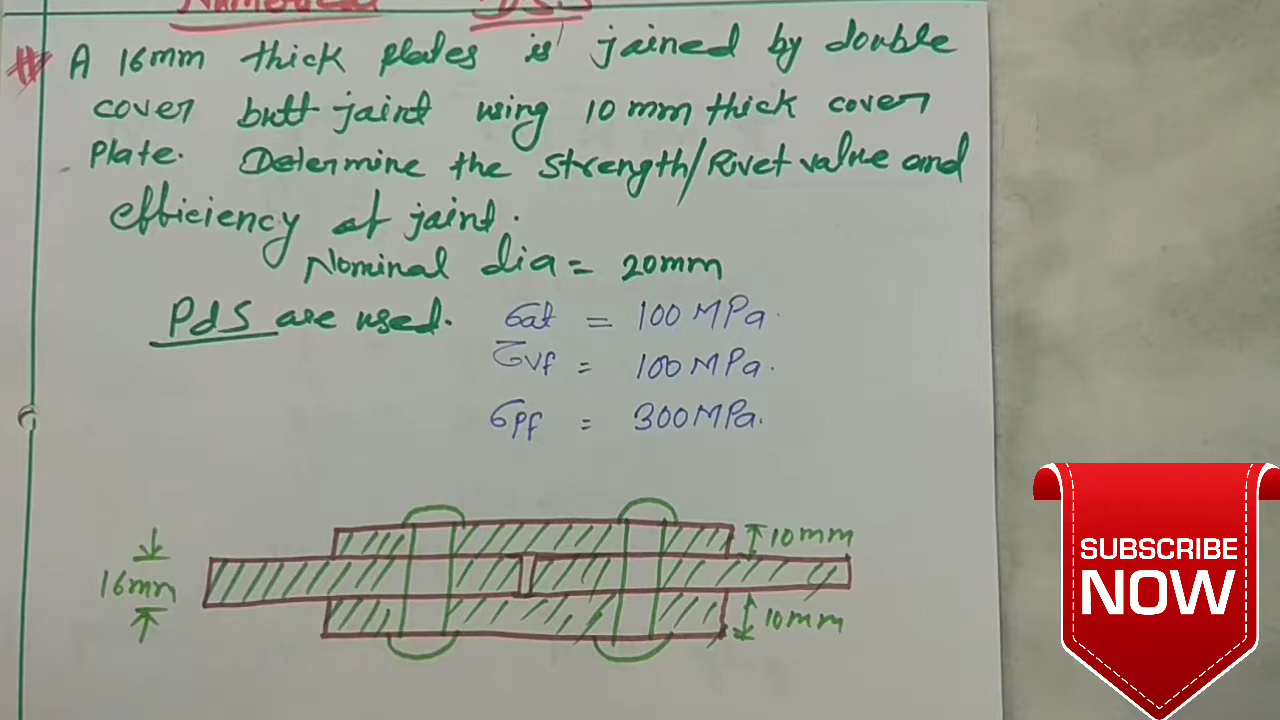 # A 16mm thick plates is jained by double
cover butt jaint using 10 mm thick cover
Plate. Determine the strength/Rivet value and
efficiency of jaint.
Nominal dia = 20mm
PdS are used. σat = 100 MPa.
τvf = 100 MPa.
σpf = 300 MPa.
10mm
16mm
10mm
SUBSCRIBE
NOW